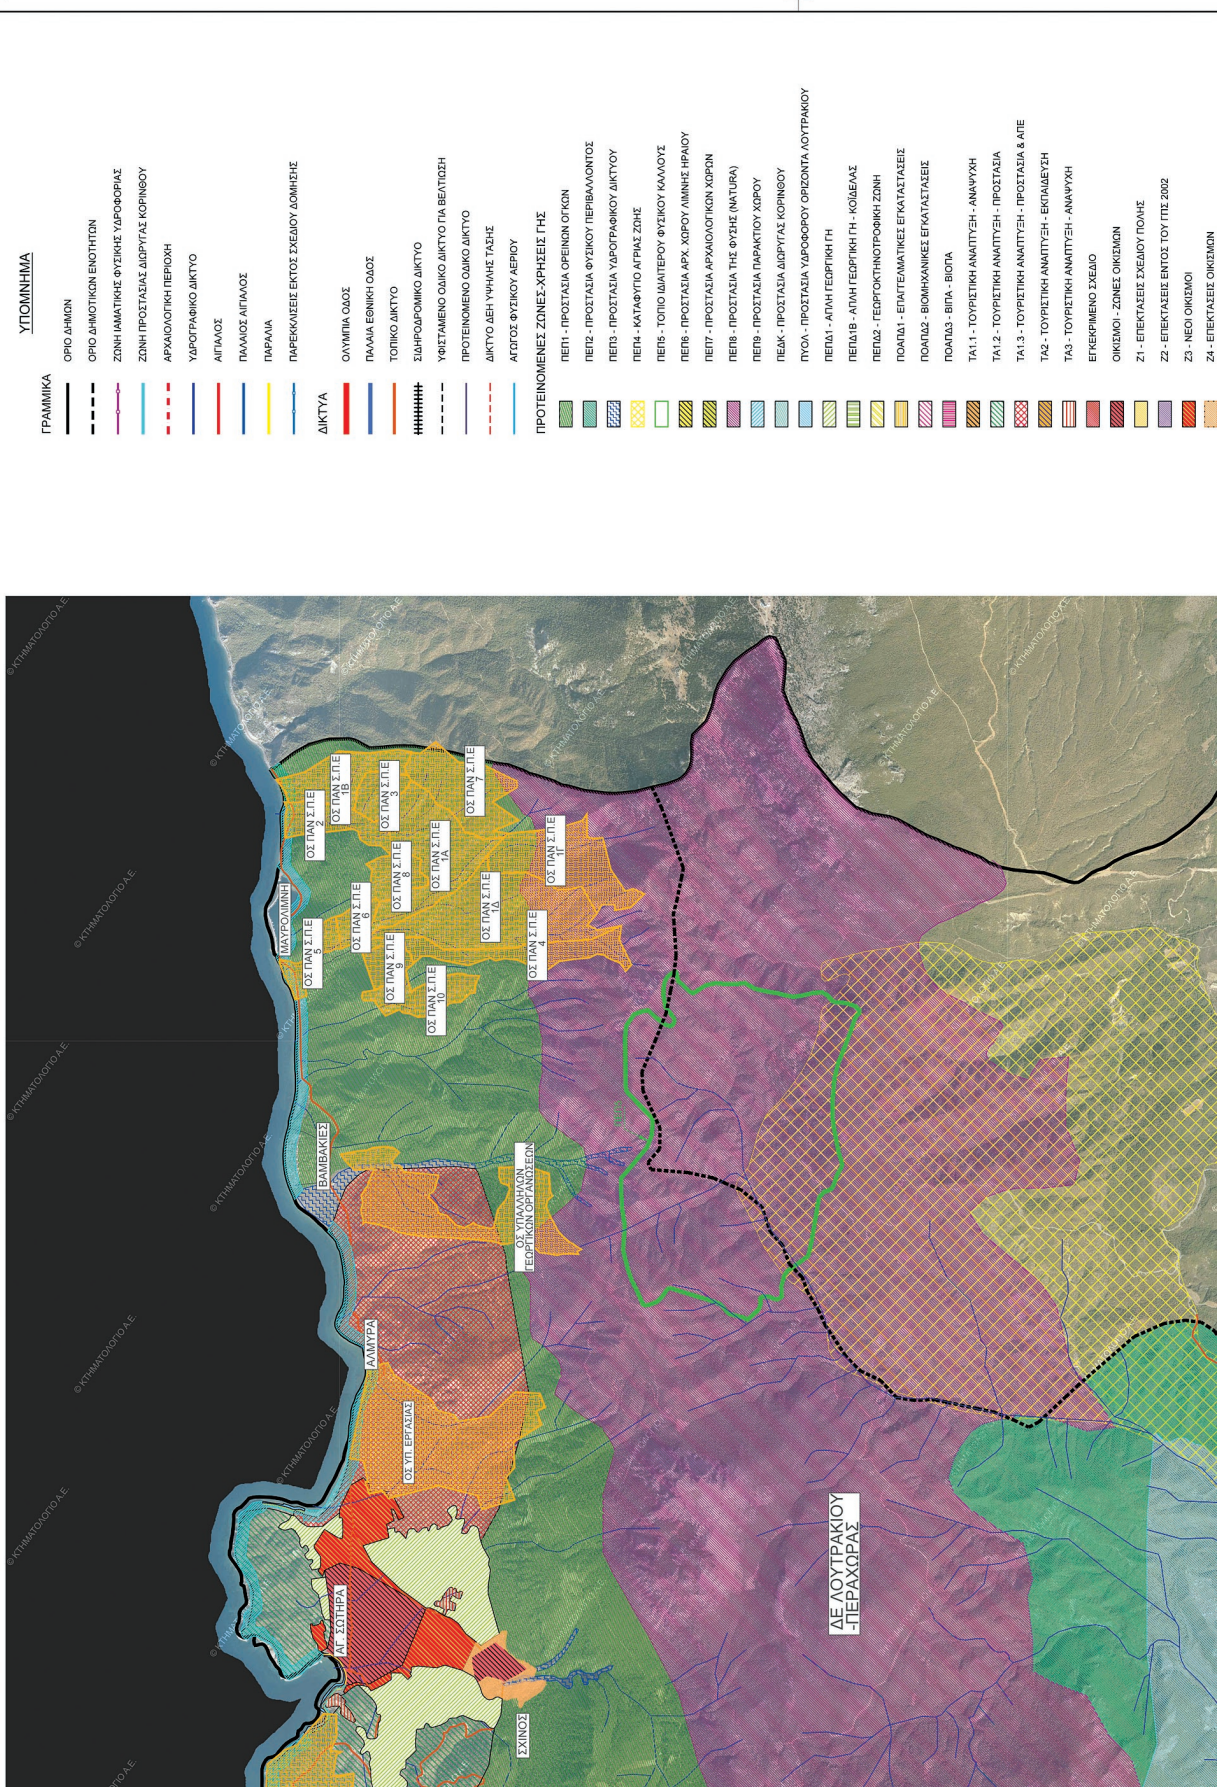 ΥΠΟΜΝΗΜΑ
ΓΡΑΜΜΙΚΑ
ΟΡΙΟ ΔΗΜΩΝ
ΟΡΙΟ ΔΗΜΟΤΙΚΩΝ ΕΝΟΤΗΤΩΝ
ΖΩΝΗ ΙΑΜΑΤΙΚΗΣ ΦΥΣΙΚΗΣ ΥΔΡΟΦΟΡΙΑΣ
ΖΩΝΗ ΠΡΟΣΤΑΣΙΑΣ ΔΙΩΡΥΓΑΣ ΚΟΡΙΝΘΟΥ
ΑΡΧΑΙΟΛΟΓΙΚΗ ΠΕΡΙΟΧΗ
ΥΔΡΟΓΡΑΦΙΚΟ ΔΙΚΤΥΟ
ΑΙΓΙΑΛΟΣ
ΠΑΛΑΙΟΣ ΑΙΓΙΑΛΟΣ
ΠΑΡΑΛΙΑ
ΠΑΡΕΚΚΛΙΣΕΙΣ ΕΚΤΟΣ ΣΧΕΔΙΟΥ ΔΟΜΗΣΗΣ
ΔΙΚΤΥΑ
ΟΛΥΜΠΙΑ ΟΔΟΣ
ΠΑΛΑΙΑ ΕΘΝΙΚΗ ΟΔΟΣ
ΤΟΠΙΚΟ ΔΙΚΤΥΟ
ΣΙΔΗΡΟΔΡΟΜΙΚΟ ΔΙΚΤΥΟ
ΥΦΙΣΤΑΜΕΝΟ ΟΔΙΚΟ ΔΙΚΤΥΟ ΓΙΑ ΒΕΛΤΙΩΣΗ
ΠΡΟΤΕΙΝΟΜΕΝΟ ΟΔΙΚΟ ΔΙΚΤΥΟ
ΔΙΚΤΥΟ ΔΕΗ ΥΨΗΛΗΣ ΤΑΣΗΣ
ΑΓΩΓΟΣ ΦΥΣΙΚΟΥ ΑΕΡΙΟΥ
ΠΡΟΤΕΙΝΟΜΕΝΕΣ ΖΩΝΕΣ-ΧΡΗΣΕΙΣ ΓΗΣ
ΠΕΠ1 - ΠΡΟΣΤΑΣΙΑ ΟΡΕΙΝΩΝ ΟΓΚΩΝ
ΠΕΠ2 - ΠΡΟΣΤΑΣΙΑ ΦΥΣΙΚΟΥ ΠΕΡΙΒΑΛΛΟΝΤΟΣ
ΠΕΠ3 - ΠΡΟΣΤΑΣΙΑ ΥΔΡΟΓΡΑΦΙΚΟΥ ΔΙΚΤΥΟΥ
ΠΕΠ4 - ΚΑΤΑΦΥΓΙΟ ΑΓΡΙΑΣ ΖΩΗΣ
ΠΕΠ5 - ΤΟΠΙΟ ΙΔΙΑΙΤΕΡΟΥ ΦΥΣΙΚΟΥ ΚΑΛΛΟΥΣ
ΠΕΠ6 - ΠΡΟΣΤΑΣΙΑ ΑΡΧ. ΧΩΡΟΥ ΛΙΜΝΗΣ ΗΡΑΙΟΥ
ΠΕΠ7 - ΠΡΟΣΤΑΣΙΑ ΑΡΧΑΙΟΛΟΓΙΚΩΝ ΧΩΡΩΝ
ΠΕΠ8 - ΠΡΟΣΤΑΣΙΑ ΤΗΣ ΦΥΣΗΣ (NATURA)
ΠΕΠ9 - ΠΡΟΣΤΑΣΙΑ ΠΑΡΑΚΤΙΟΥ ΧΩΡΟΥ
ΠΕΔΚ - ΠΡΟΣΤΑΣΙΑ ΔΙΩΡΥΓΑΣ ΚΟΡΙΝΘΟΥ
ΠΥΟΛ - ΠΡΟΣΤΑΣΙΑ ΥΔΡΟΦΟΡΟΥ ΟΡΙΖΟΝΤΑ ΛΟΥΤΡΑΚΙΟΥ
ΠΕΠΔ1 - ΑΠΛΗ ΓΕΩΡΓΙΚΗ ΓΗ
ΠΕΠΔ1Β - ΑΠΛΗ ΓΕΩΡΓΙΚΗ ΓΗ - ΚΟΙΛΑΔΕΣ
ΠΕΠΔ2 - ΓΕΩΡΓΟΚΤΗΝΟΤΡΟΦΙΚΗ ΖΩΝΗ
ΠΟΑΠΔ1 - ΕΠΑΓΓΕΛΜΑΤΙΚΕΣ ΕΓΚΑΤΑΣΤΑΣΕΙΣ
ΠΟΑΠΔ2 - ΒΙΟΜΗΧΑΝΙΚΕΣ ΕΓΚΑΤΑΣΤΑΣΕΙΣ
ΠΟΑΠΔ3 - ΒΙΠΑ - ΒΙΟΠΑ
ΤΑ1.1 - ΤΟΥΡΙΣΤΙΚΗ ΑΝΑΠΤΥΞΗ - ΑΝΑΨΥΧΗ
ΤΑ1.2 - ΤΟΥΡΙΣΤΙΚΗ ΑΝΑΠΤΥΞΗ - ΠΡΟΣΤΑΣΙΑ
ΤΑ1.3 - ΤΟΥΡΙΣΤΙΚΗ ΑΝΑΠΤΥΞΗ - ΠΡΟΣΤΑΣΙΑ & ΑΠΕ
ΤΑ2 - ΤΟΥΡΙΣΤΙΚΗ ΑΝΑΠΤΥΞΗ - ΕΚΠΑΙΔΕΥΣΗ
ΤΑ3 - ΤΟΥΡΙΣΤΙΚΗ ΑΝΑΠΤΥΞΗ - ΑΝΑΨΥΧΗ
ΕΓΚΕΚΡΙΜΕΝΟ ΣΧΕΔΙΟ
ΟΙΚΙΣΜΟΙ - ΖΩΝΕΣ ΟΙΚΙΣΜΩΝ
Ζ1 - ΕΠΕΚΤΑΣΕΙΣ ΣΧΕΔΙΟΥ ΠΟΛΗΣ
Ζ2 - ΕΠΕΚΤΑΣΕΙΣ ΕΝΤΟΣ ΤΟΥ ΓΠΣ 2002
Ζ3 - ΝΕΟΙ ΟΙΚΙΣΜΟΙ
Ζ4 - ΕΠΕΚΤΑΣΕΙΣ ΟΙΚΙΣΜΩΝ
ΜΑΥΡΟΛΙΜΝΗ
ΟΣ ΠΑΝ Σ.Π.Ε
2
ΟΣ ΠΑΝ Σ.Π.Ε
1Β
ΟΣ ΠΑΝ Σ.Π.Ε
3
ΟΣ ΠΑΝ Σ.Π.Ε
7
ΟΣ ΠΑΝ Σ.Π.Ε
5
ΟΣ ΠΑΝ Σ.Π.Ε
6
ΟΣ ΠΑΝ Σ.Π.Ε
8
ΟΣ ΠΑΝ Σ.Π.Ε
1Α
ΟΣ ΠΑΝ Σ.Π.Ε
1Γ
ΟΣ ΠΑΝ Σ.Π.Ε
9
ΟΣ ΠΑΝ Σ.Π.Ε
10
ΟΣ ΠΑΝ Σ.Π.Ε
1Δ
ΟΣ ΠΑΝ Σ.Π.Ε
4
ΒΑΜΒΑΚΙΕΣ
ΟΣ ΥΠΑΛΛΗΛΩΝ
ΓΕΩΡΓΙΚΩΝ ΟΡΓΑΝΩΣΕΩΝ
ΑΛΜΥΡΑ
ΟΣ ΥΠ. ΕΡΓΑΣΙΑΣ
ΑΓ. ΣΩΤΗΡΑ
ΣΧΙΝΟΣ
ΔΕ ΛΟΥΤΡΑΚΙΟΥ
-ΠΕΡΑΧΩΡΑΣ
© ΚΤΗΜΑΤΟΛΟΓΙΟ Α.Ε.
© ΚΤΗΜΑΤΟΛΟΓΙΟ Α.Ε.
© ΚΤΗΜΑΤΟΛΟΓΙΟ Α.Ε.
© ΚΤΗΜΑΤΟΛΟΓΙΟ Α.Ε.
© ΚΤΗΜΑΤΟΛΟΓΙΟ Α.Ε.
© ΚΤΗΜΑΤΟΛΟΓΙΟ Α.Ε.
© ΚΤΗΜΑΤΟΛΟΓΙΟ Α.Ε.